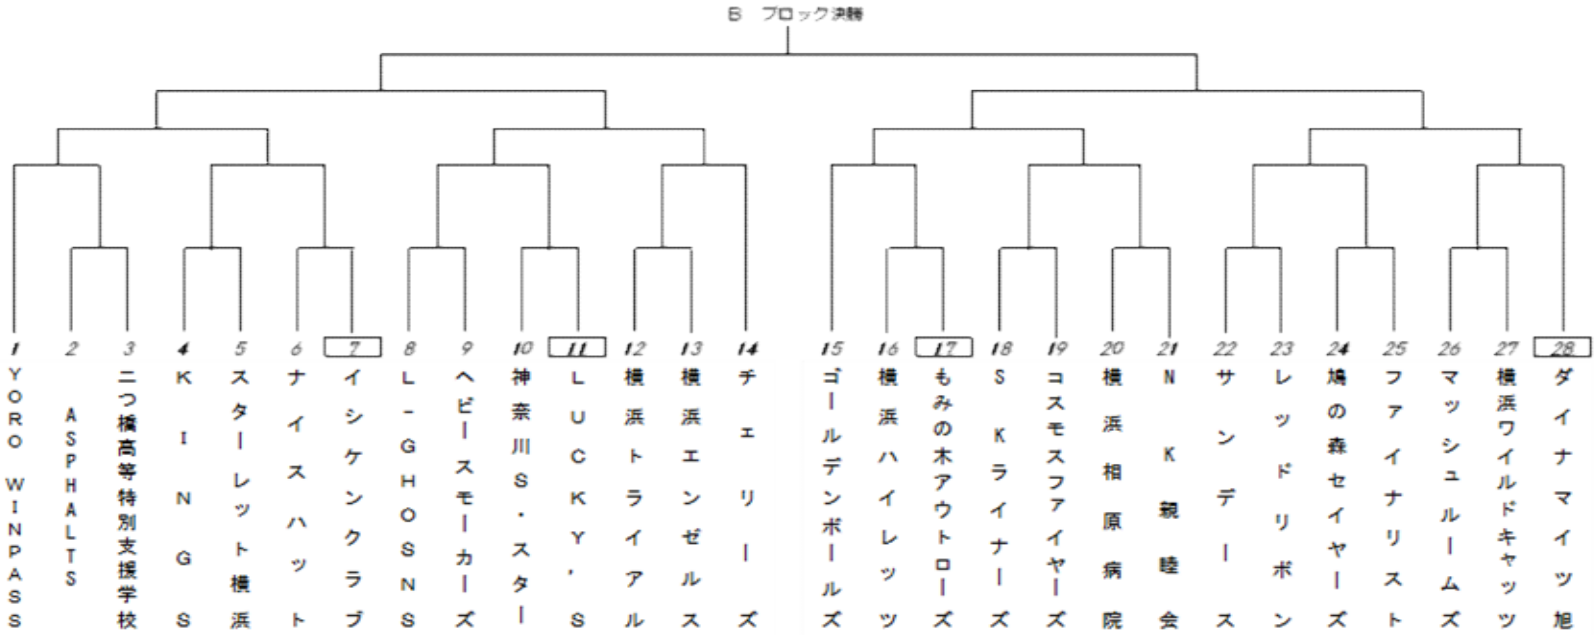 B ブロック決勝
1 YORO WINPASS
2 ASPHALTS
3 二つ橋高等特別支援学校
4 KINGS
5 スターレット横浜
6 ナイスハット
7 イシケンクラブ
8 L-GHOSNS
9 ヘビースモーカーズ
10 神奈川S・スター
11 LUCKY'S
12 横浜トライアル
13 横浜エンゼルス
14 チェリーズ
15 ゴールデンボールズ
16 横浜ハイレッツ
17 もみの木アウトローズ
18 SKライナーズ
19 コスモスファイヤーズ
20 横浜相原病院
21 NK親睦会
22 サンデース
23 レッドリボン
24 鳩の森セイヤーズ
25 ファイナリスト
26 マッシュルームズ
27 横浜ワイルドキャッツ
28 ダイナマイツ旭